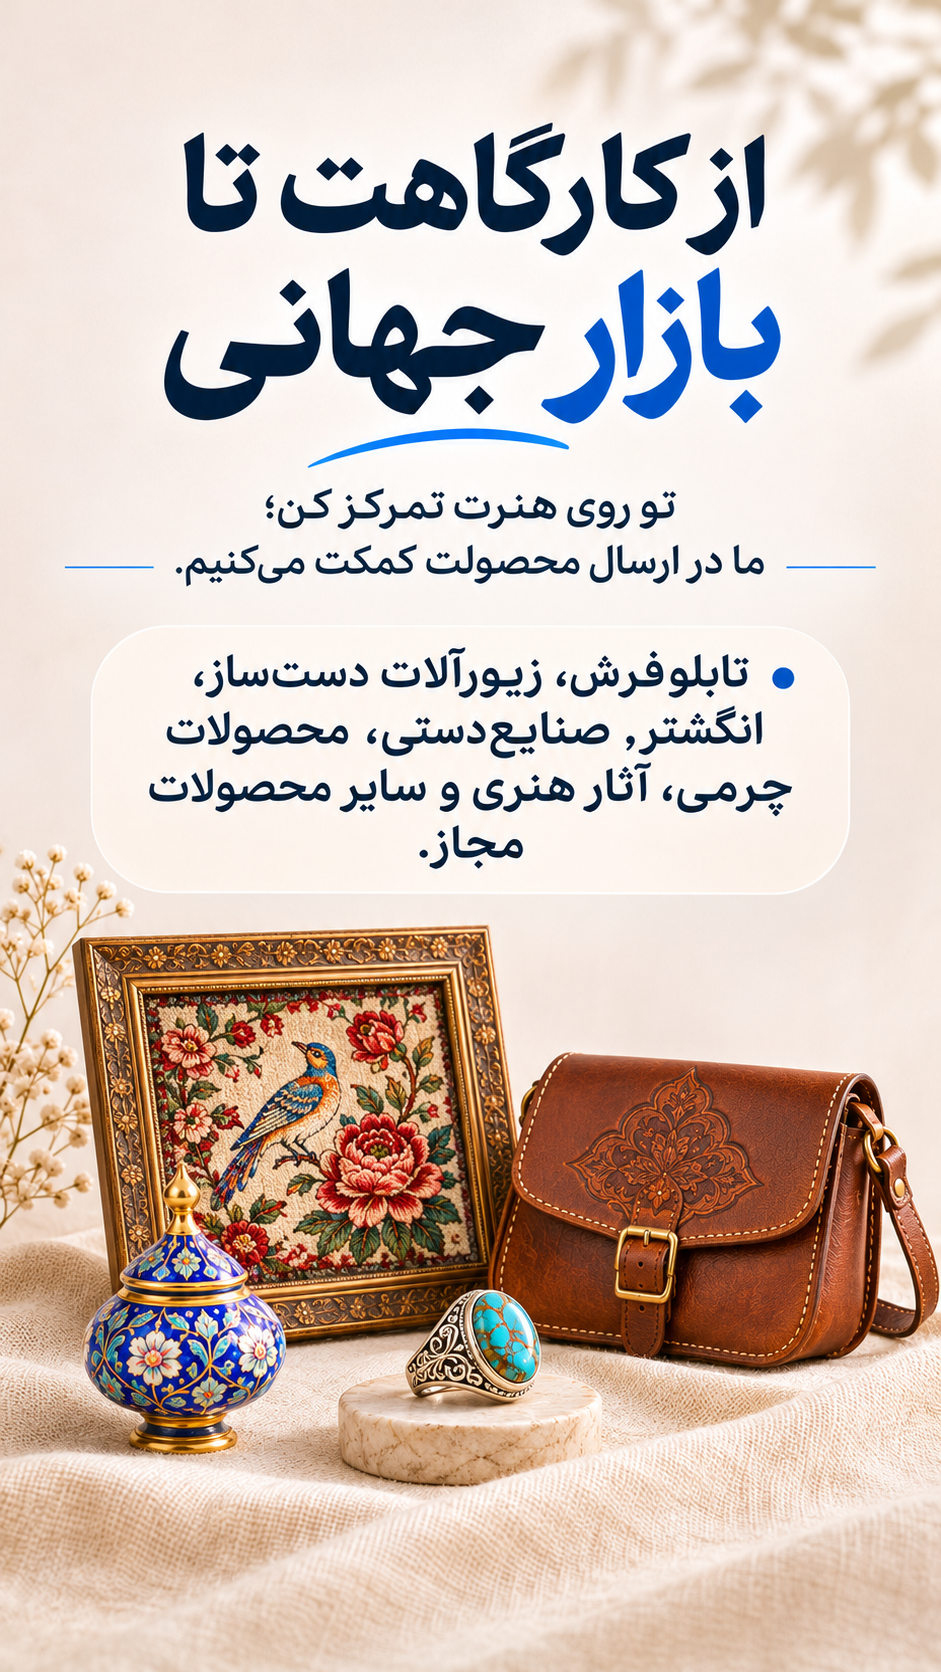 از کارگاهت تا
بازار جهانی
تو روی هنرت تمرکز کن؛
ما در ارسال محصولت کمکت می‌کنیم.
• تابلوفرش، زیورآلات دست‌ساز،
انگشتر, صنایع‌دستی، محصولات
چرمی، آثار هنری و سایر محصولات
مجاز.